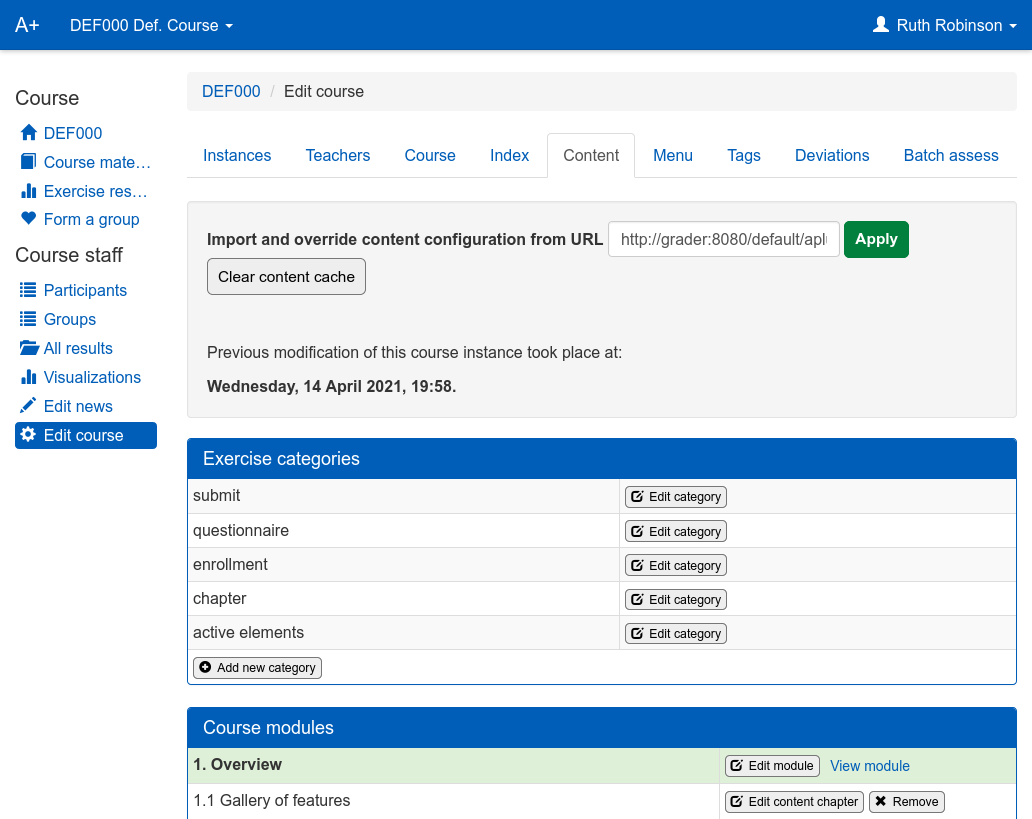 A+ DEF000 Def. Course Ruth Robinson
Course
DEF000
Course mate…
Exercise res…
Form a group
Course staff
Participants
Groups
All results
Visualizations
Edit news
Edit course
DEF000 / Edit course
Instances Teachers Course Index Content Menu Tags Deviations Batch assess
Import and override content configuration from URL http://grader:8080/default/apl Apply
Clear content cache
Previous modification of this course instance took place at:
Wednesday, 14 April 2021, 19:58.
Exercise categories
submit Edit category
questionnaire Edit category
enrollment Edit category
chapter Edit category
active elements Edit category
Add new category
Course modules
1. Overview Edit module View module
1.1 Gallery of features Edit content chapter Remove